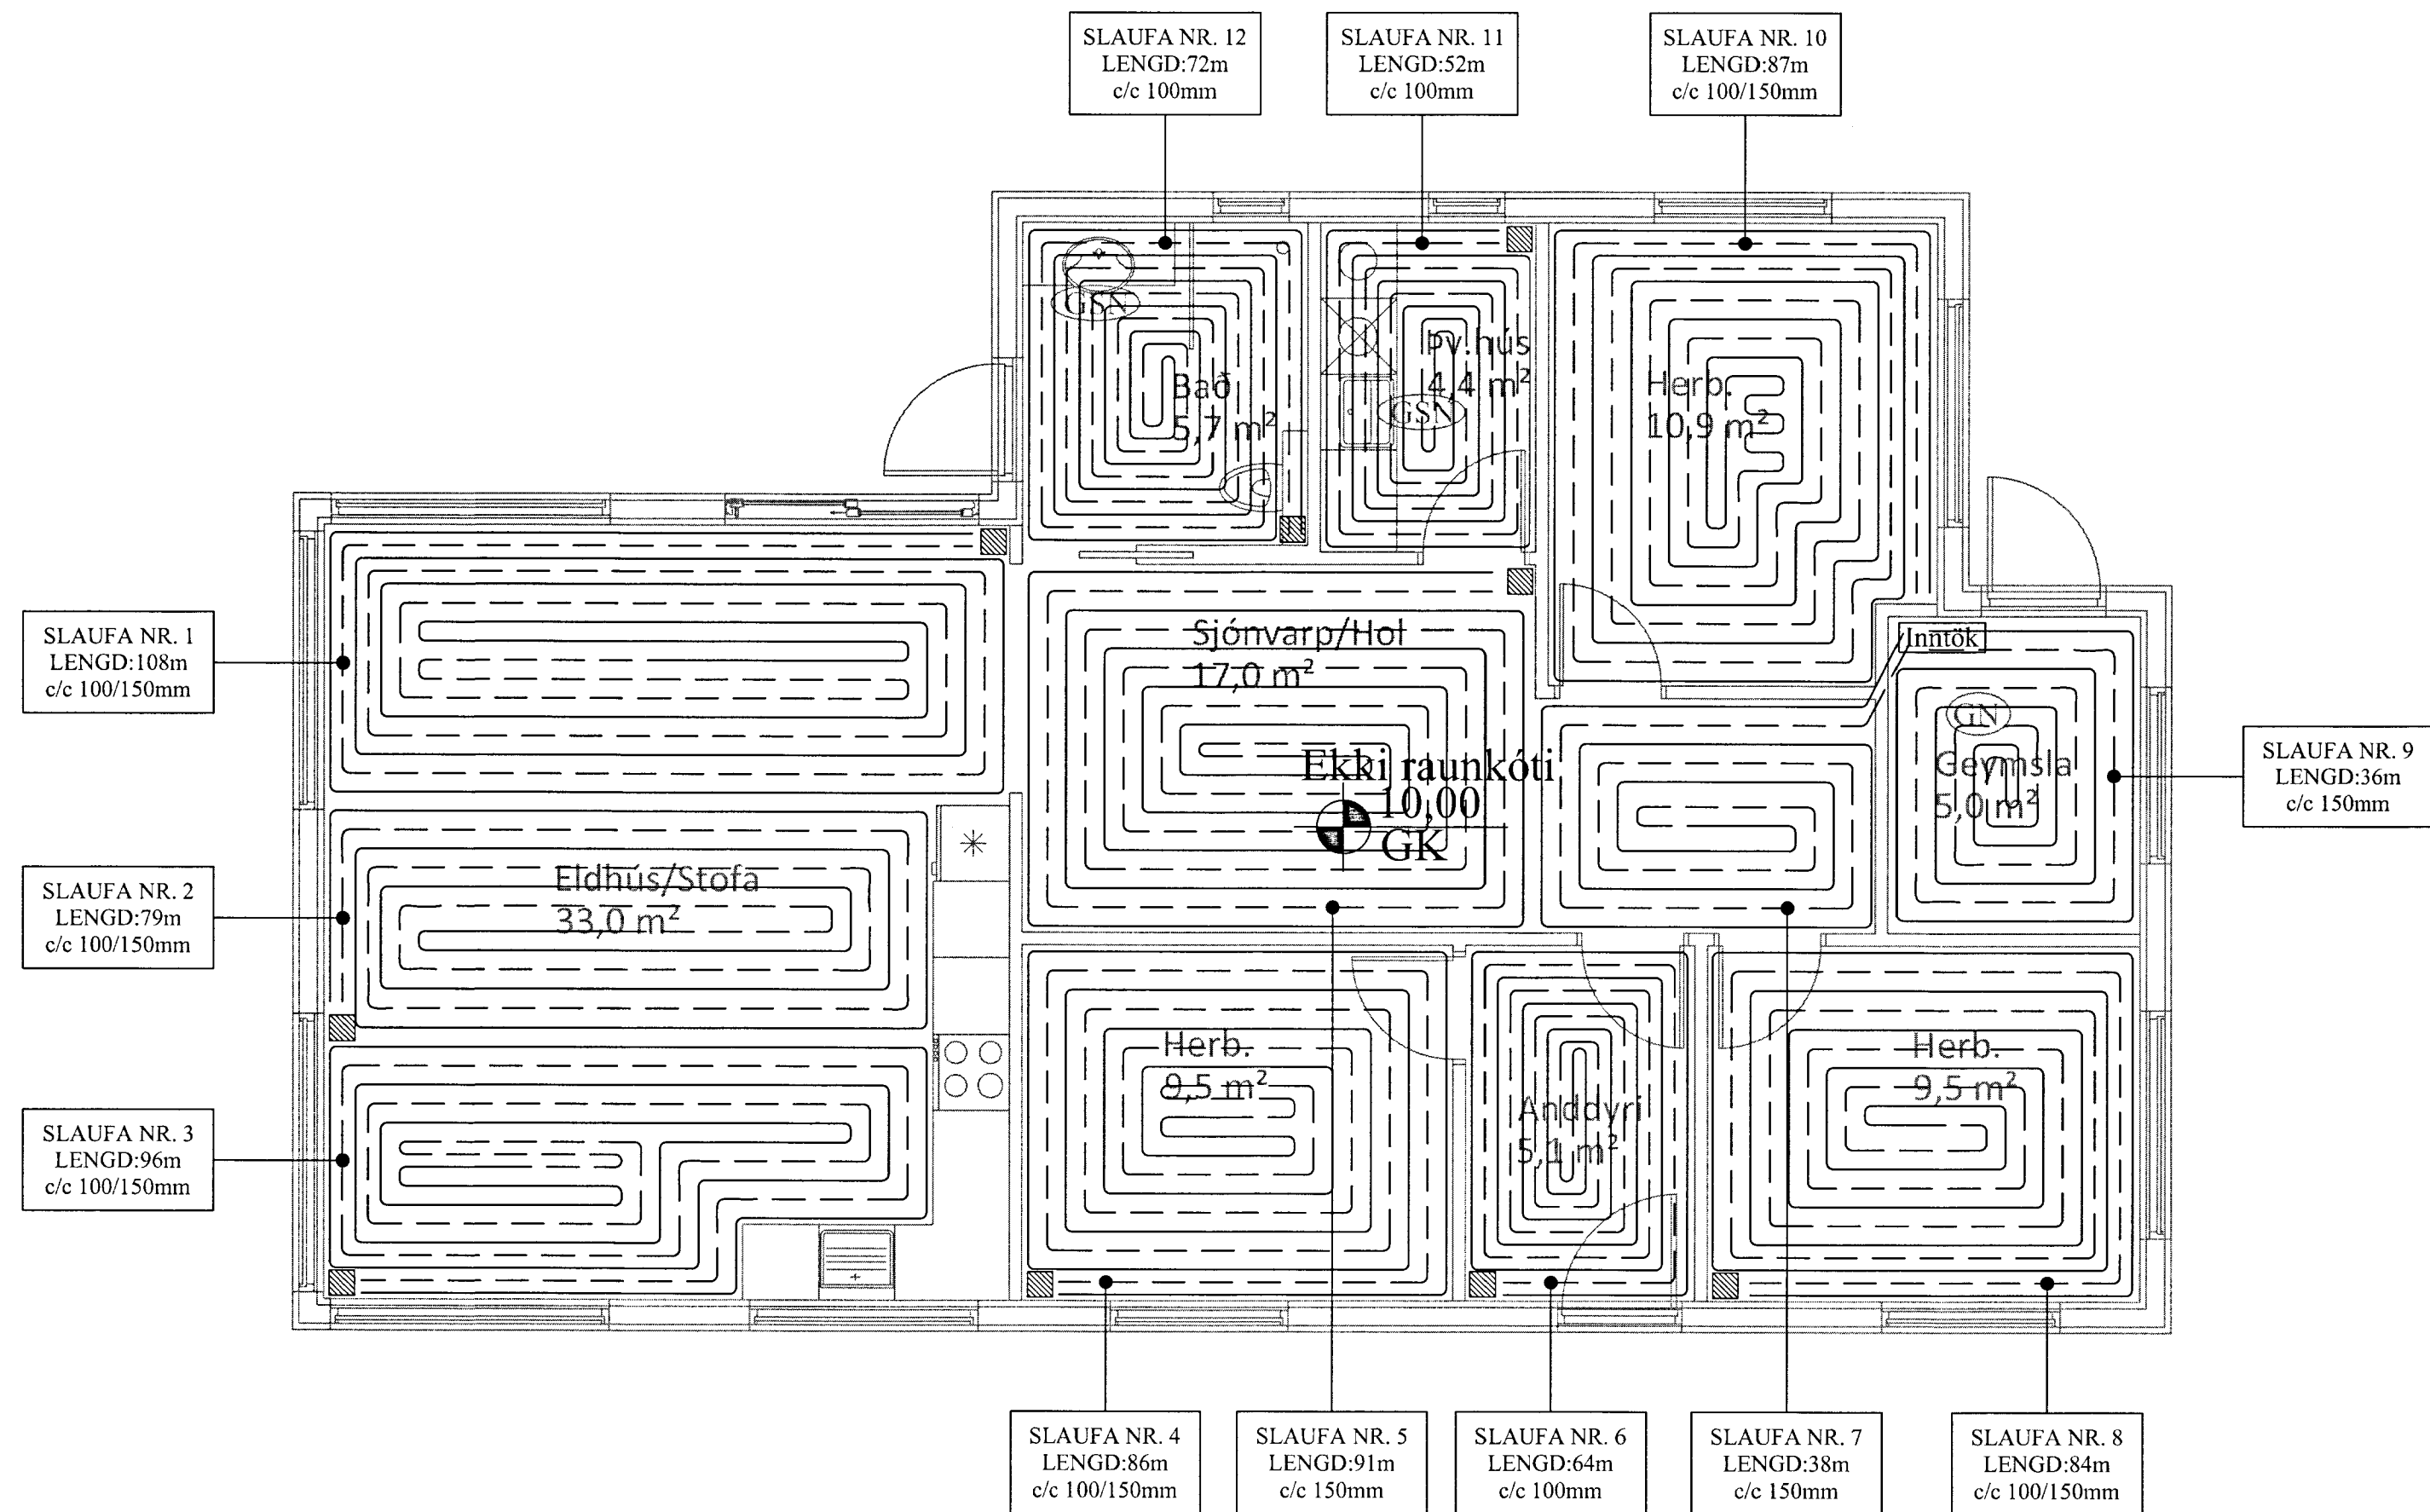 SLAUFA NR. 12
LENGD:72m
c/c 100mm
SLAUFA NR. 11
LENGD:52m
c/c 100mm
SLAUFA NR. 10
LENGD:87m
c/c 100/150mm
GSN
Bað
5,7 m²
Þv.hús
4,4 m²
GSN
Herb.
10,9 m²
SLAUFA NR. 1
LENGD:108m
c/c 100/150mm
Sjónvarp/Hol
17,0 m²
Inntök
GN
Geymsla
5,0 m²
SLAUFA NR. 9
LENGD:36m
c/c 150mm
Ekki raunkóti
10,00
GK
SLAUFA NR. 2
LENGD:79m
c/c 100/150mm
Eldhús/Stofa
33,0 m²
SLAUFA NR. 3
LENGD:96m
c/c 100/150mm
Herb.
9,5 m²
Anddyri
5,1 m²
Herb.
9,5 m²
SLAUFA NR. 4
LENGD:86m
c/c 100/150mm
SLAUFA NR. 5
LENGD:91m
c/c 150mm
SLAUFA NR. 6
LENGD:64m
c/c 100mm
SLAUFA NR. 7
LENGD:38m
c/c 150mm
SLAUFA NR. 8
LENGD:84m
c/c 100/150mm